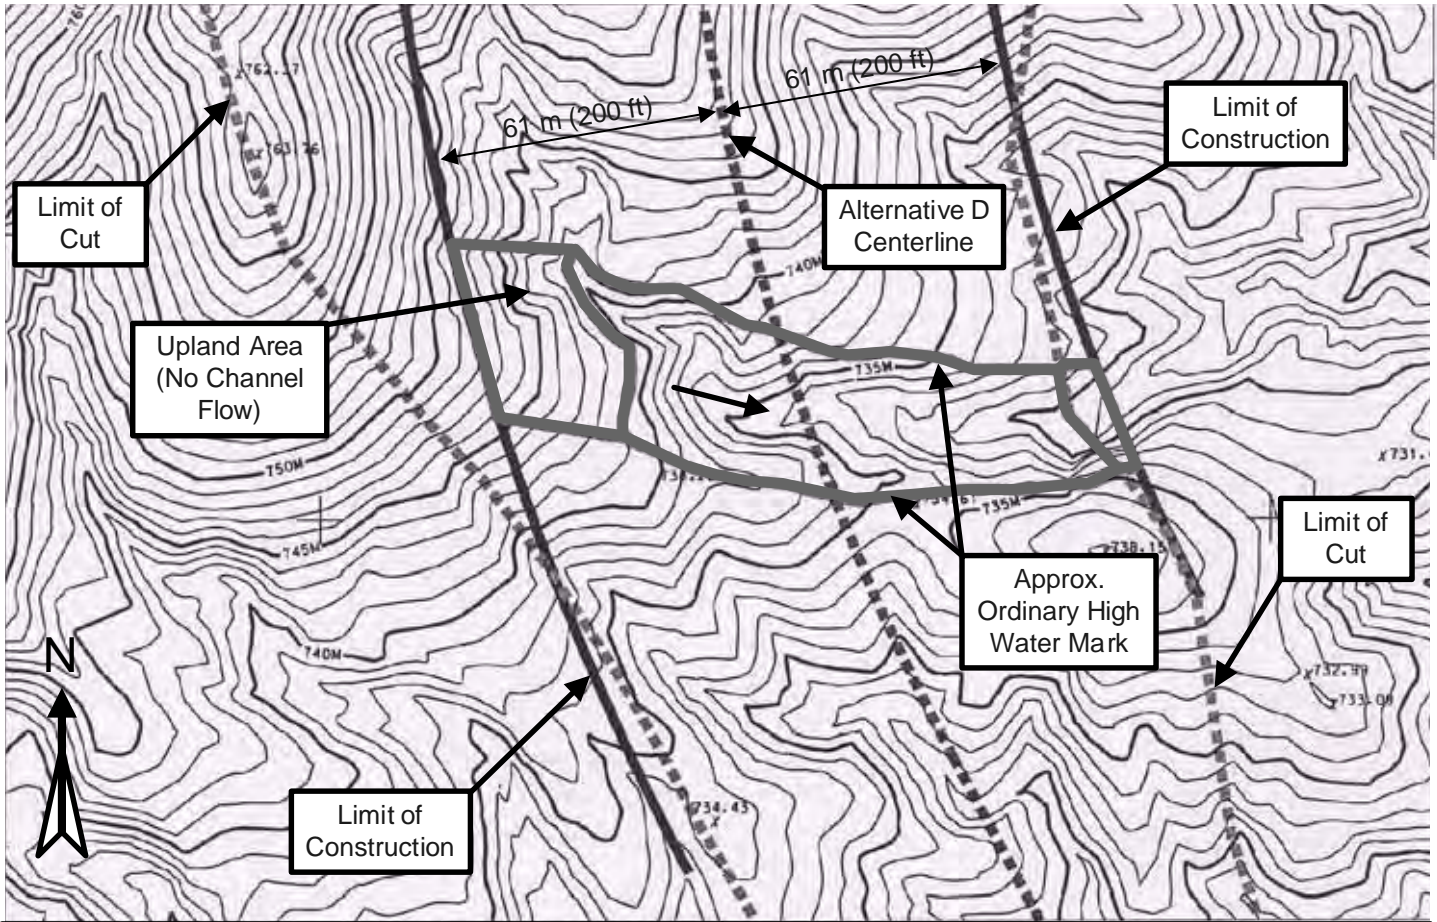 762.17
763.76
61 m (200 ft)
61 m (200 ft)
Limit of
Construction
Limit of
Cut
Alternative D
Centerline
740M
Upland Area
(No Channel
Flow)
735M
750M
735M
745M
738.15
Limit of
Cut
Approx.
Ordinary High
Water Mark
N
740M
732.99
733.09
734.43
Limit of
Construction